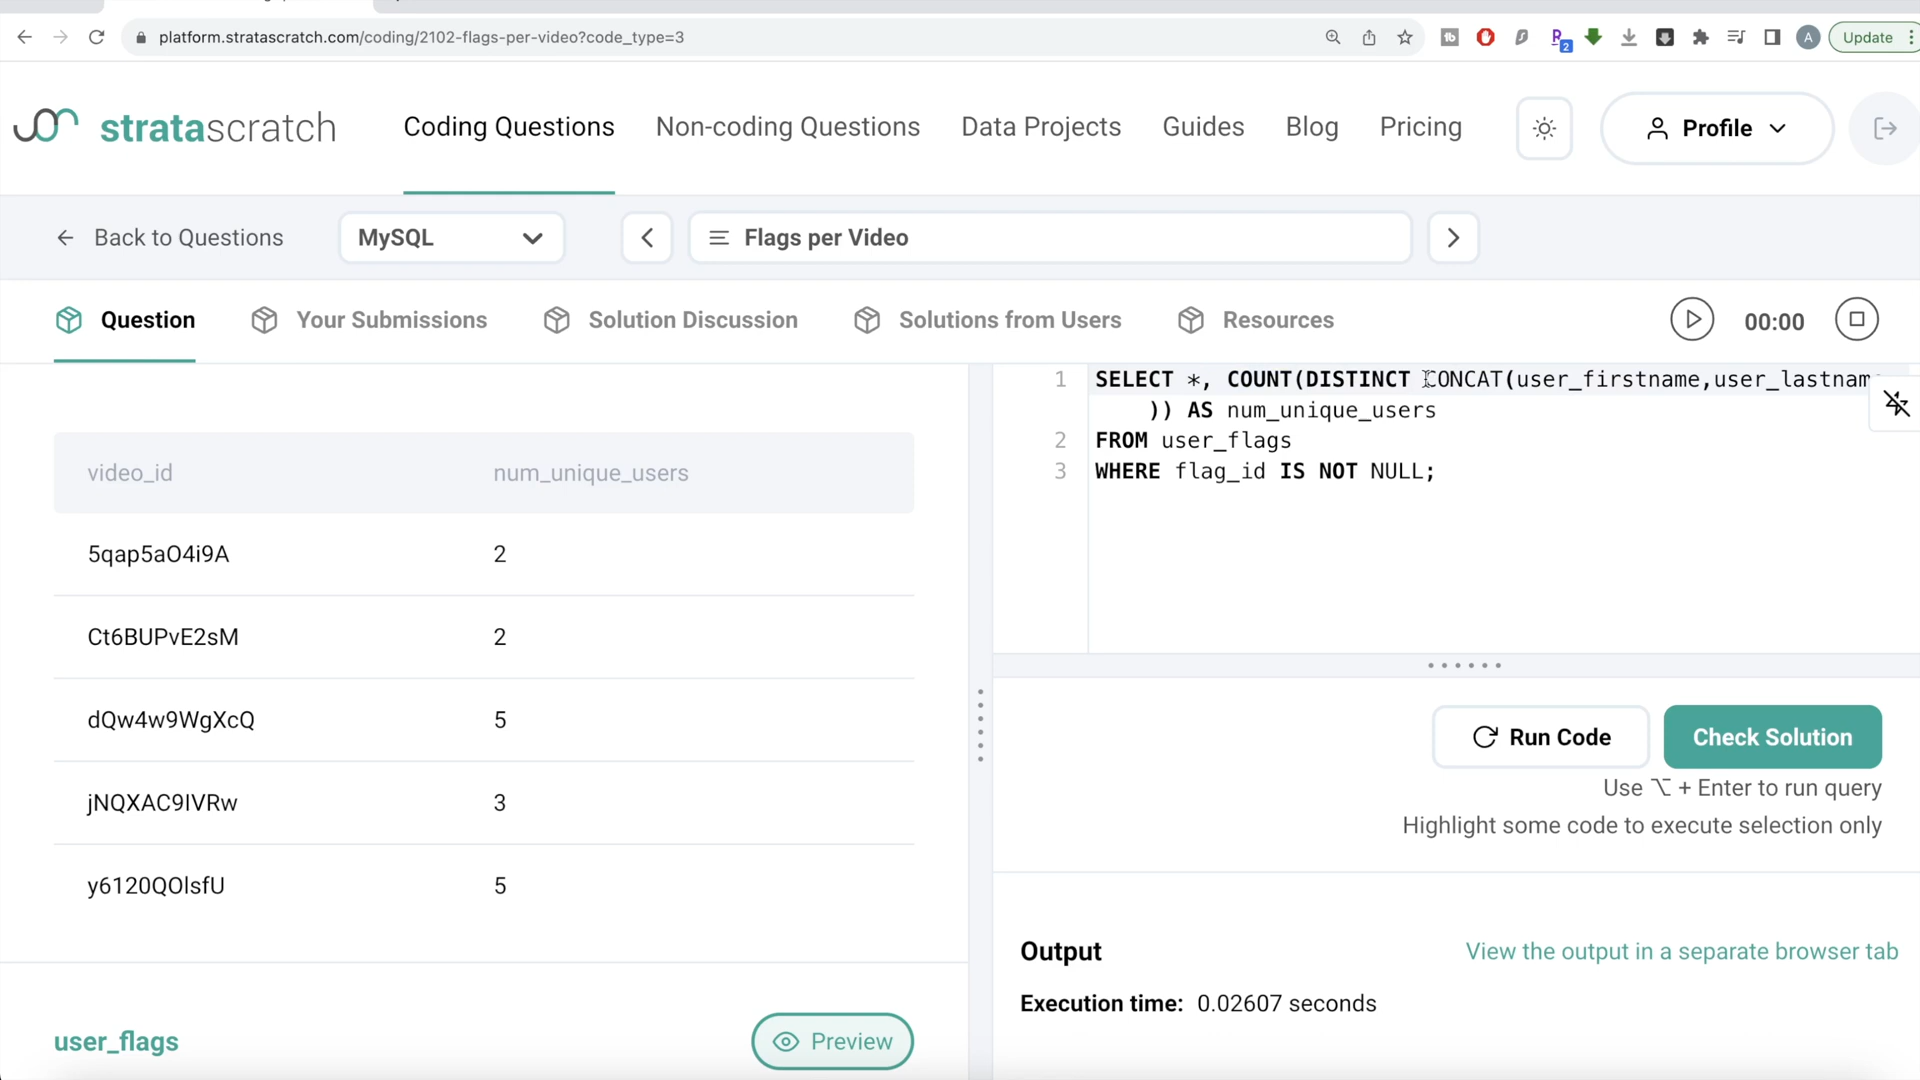 platform.stratascratch.com/coding/2102-flags-per-video?code_type=3
tb
2
A
Update
stratascratch
Coding Questions
Non-coding Questions
Data Projects
Guides
Blog
Pricing
Profile
Back to Questions
MySQL
Flags per Video
Question
Your Submissions
Solution Discussion
Solutions from Users
Resources
00:00
video_id num_unique_users
5qap5aO4i9A 2
Ct6BUPvE2sM 2
dQw4w9WgXcQ 5
jNQXAC9IVRw 3
y6120QOlsfU 5
user_flags
Preview
1 SELECT *, COUNT(DISTINCT CONCAT(user_firstname,user_lastname
)) AS num_unique_users
2 FROM user_flags
3 WHERE flag_id IS NOT NULL;
Run Code
Check Solution
Use ⌥ + Enter to run query
Highlight some code to execute selection only
Output
View the output in a separate browser tab
Execution time: 0.02607 seconds